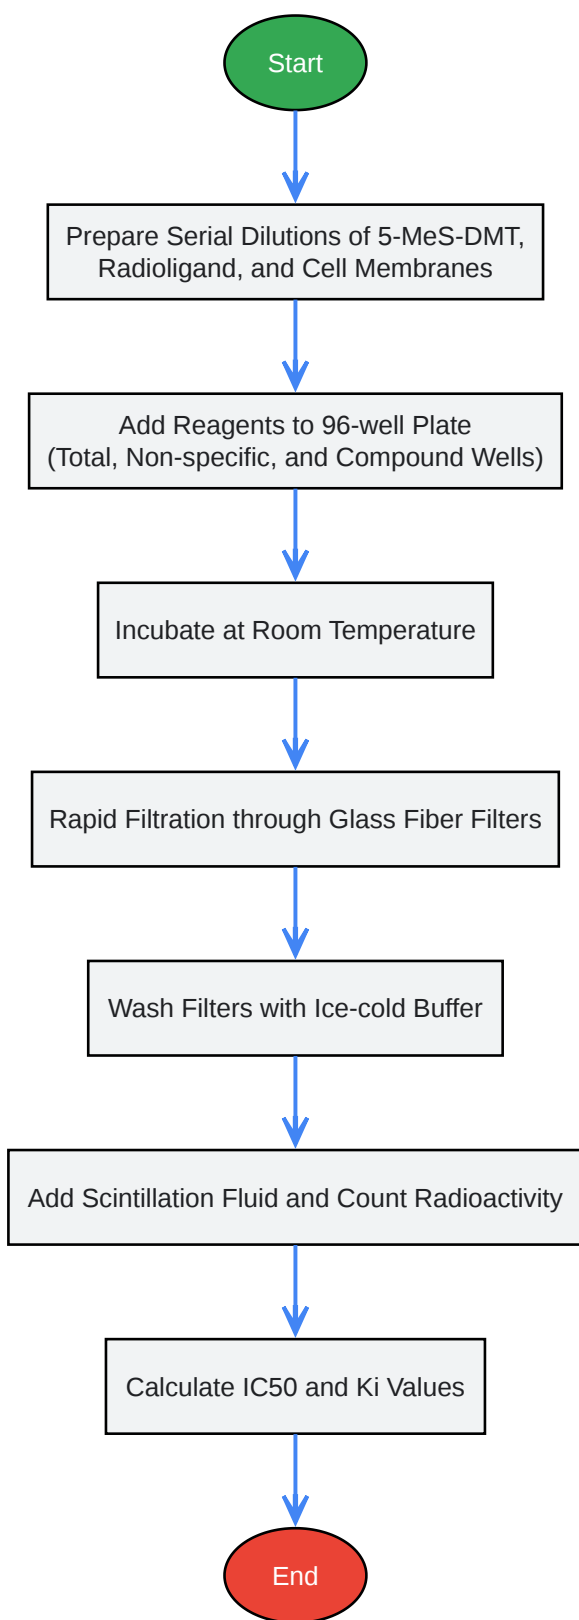 Start
Prepare Serial Dilutions of 5-MeS-DMT,
Radioligand, and Cell Membranes
Add Reagents to 96-well Plate
(Total, Non-specific, and Compound Wells)
Incubate at Room Temperature
Rapid Filtration through Glass Fiber Filters
Wash Filters with Ice-cold Buffer
Add Scintillation Fluid and Count Radioactivity
Calculate IC50 and Ki Values
End